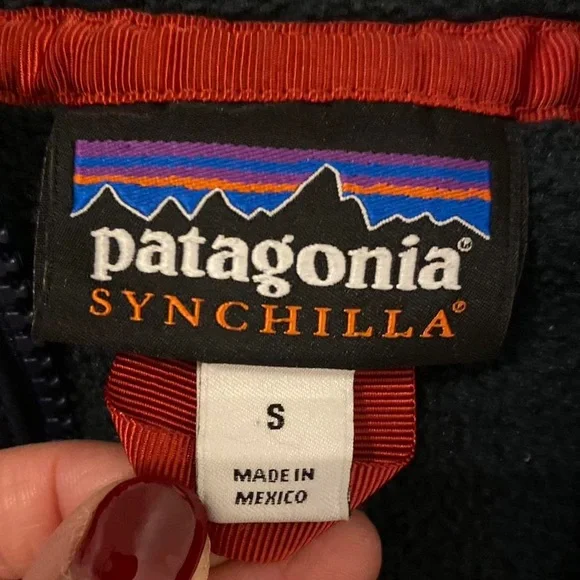 patagonia®
SYNCHILLA®
S
MADE IN
MEXICO